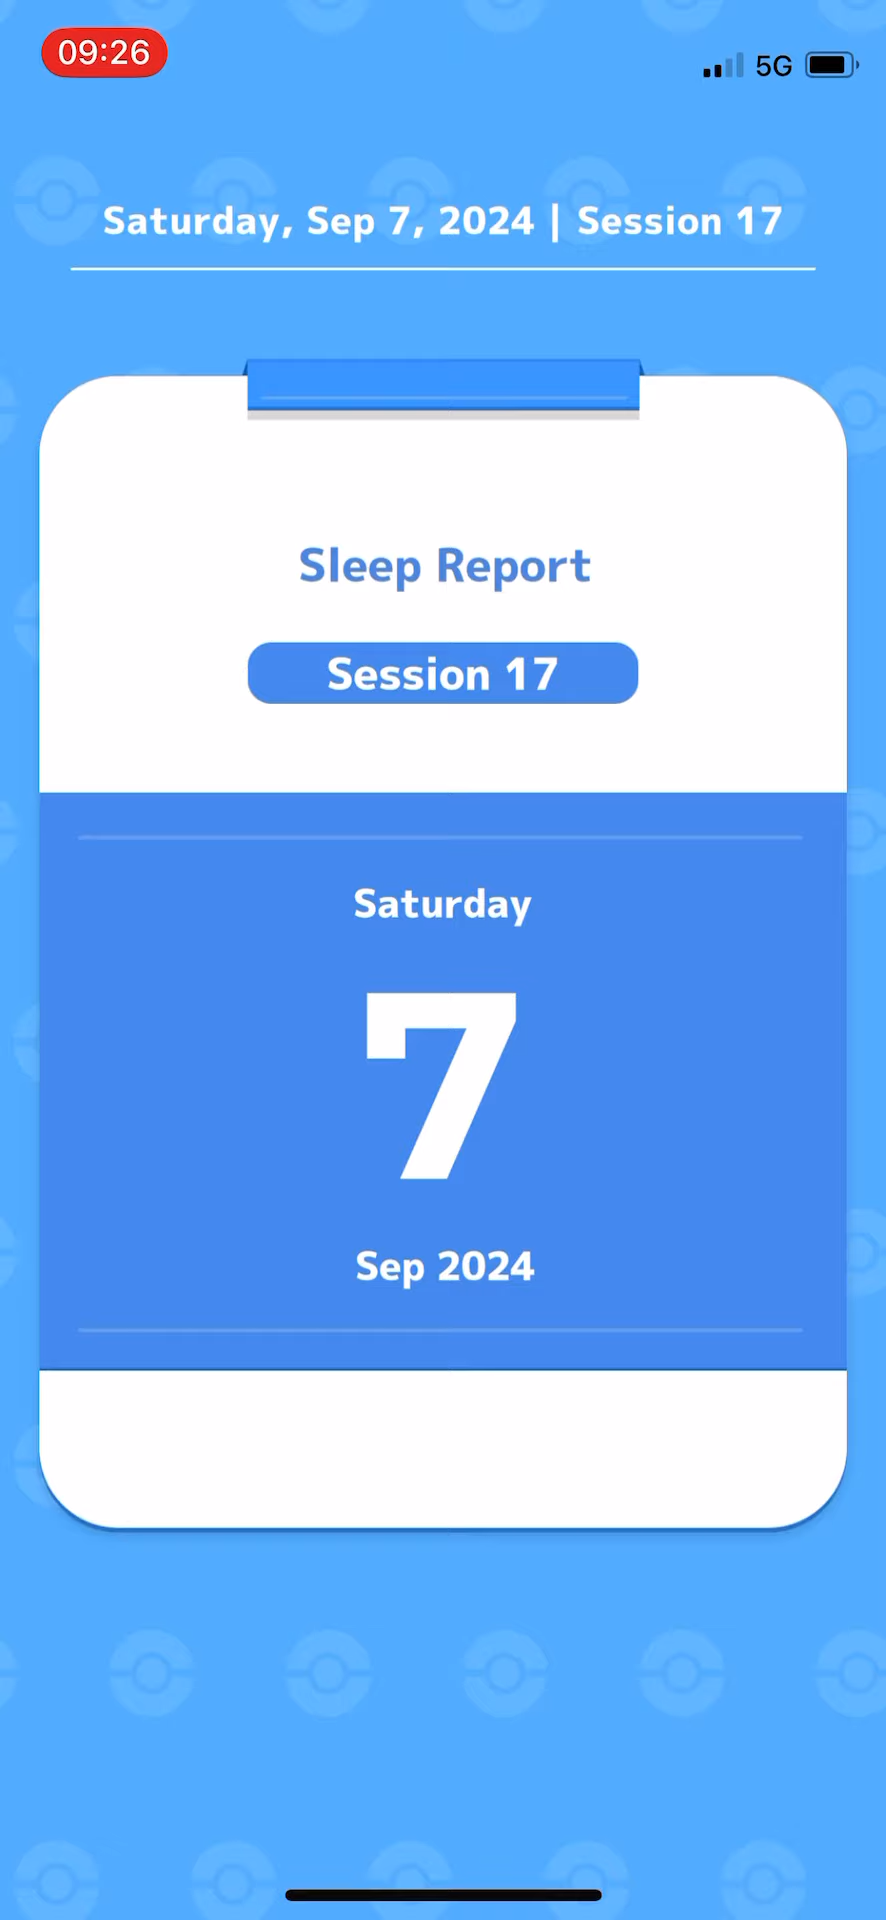 09:26
5G
Saturday, Sep 7, 2024 | Session 17
Sleep Report
Session 17
Saturday
7
Sep 2024